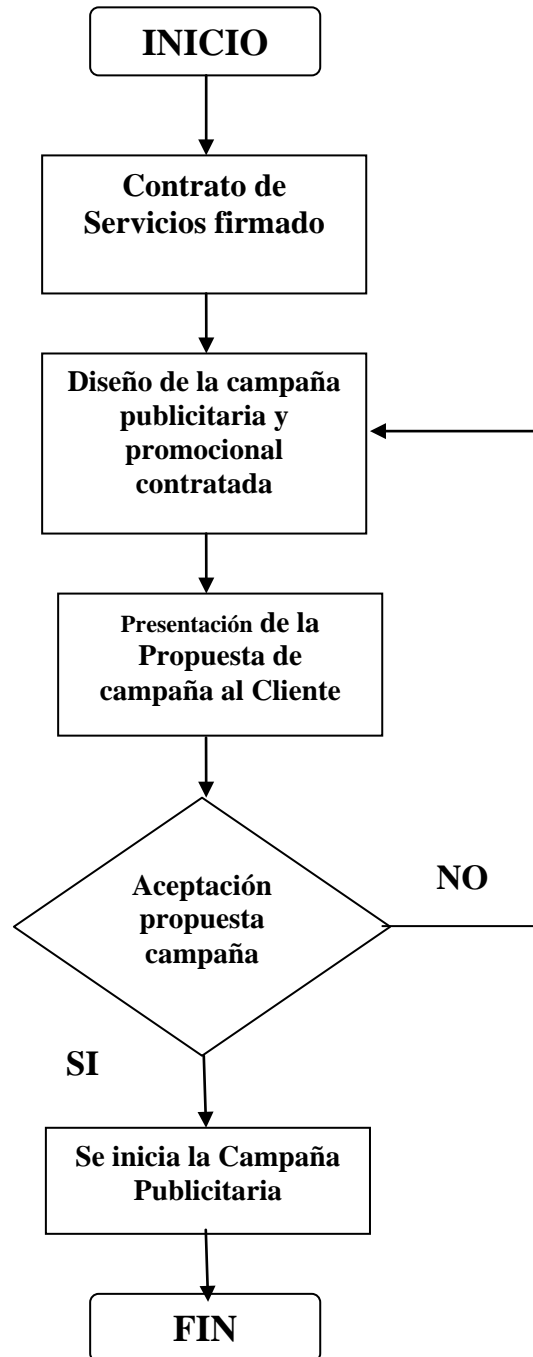 INICIO
Contrato de
Servicios firmado
Diseño de la campaña
publicitaria y
promocional
contratada
Presentación de la
Propuesta de
campaña al Cliente
Aceptación
propuesta
campaña
NO
SI
Se inicia la Campaña
Publicitaria
FIN